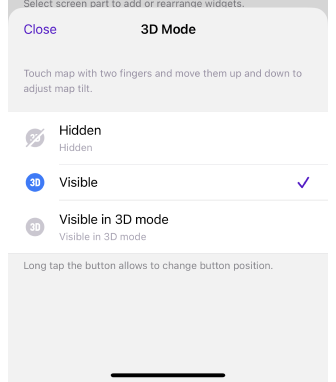 Select screen part to add or rearrange widgets.
Close
3D Mode
Touch map with two fingers and move them up and down to
adjust map tilt.
3D
Hidden
Hidden
3D
Visible
3D
Visible in 3D mode
Visible in 3D mode
Long tap the button allows to change button position.